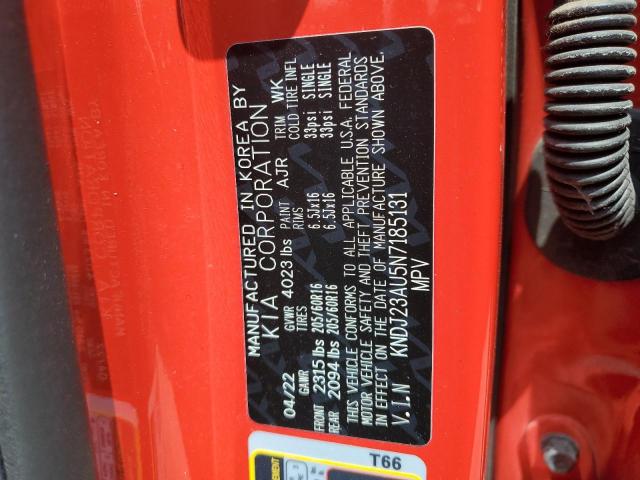 MANUFACTURED IN KOREA BY
KIA CORPORATION
04/22 GVWR 4023 lbs PAINT AJR TRIM WK
GAWR TIRES RIMS COLD TIRE INFL
FRONT 2315 lbs 205/60R16 6.5Jx16 33psi SINGLE
REAR 2094 lbs 205/60R16 6.5Jx16 33psi SINGLE
THIS VEHICLE CONFORMS TO ALL APPLICABLE U.S.A. FEDERAL
MOTOR VEHICLE SAFETY AND THEFT PREVENTION STANDARDS
IN EFFECT ON THE DATE OF MANUFACTURE SHOWN ABOVE.
V.I.N KNDJ23AU5N7185131
MPV
T66